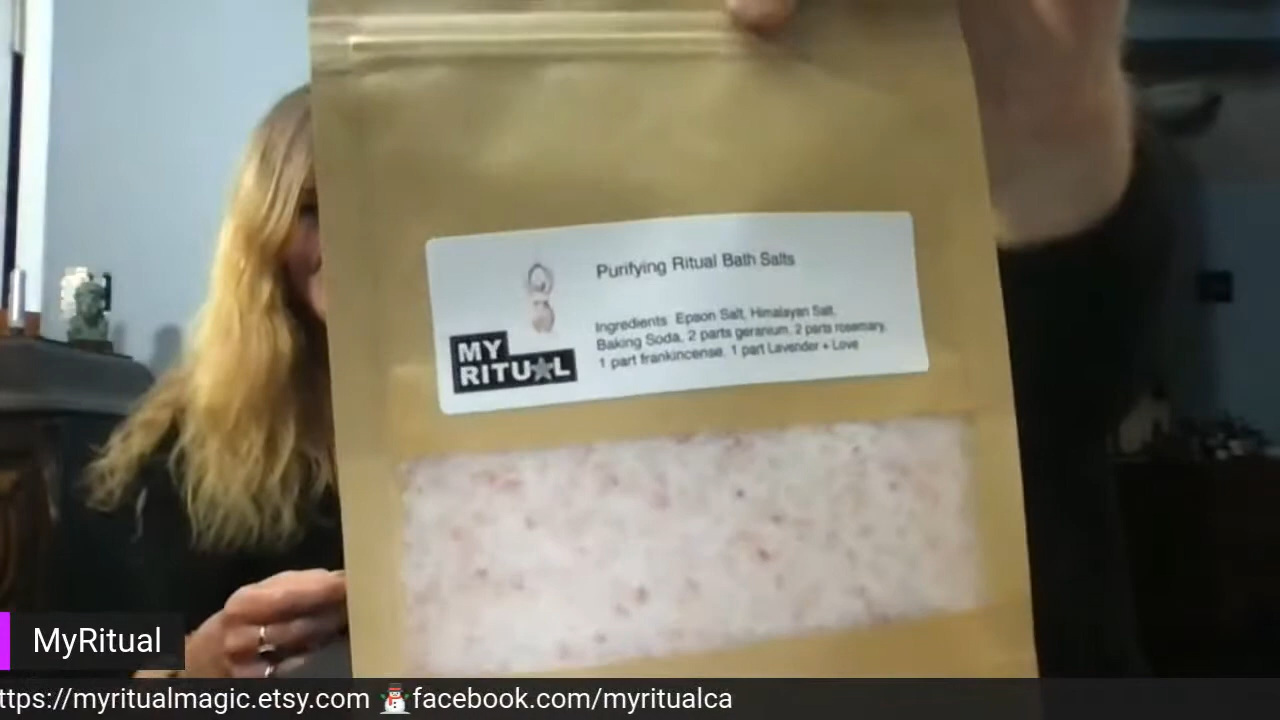 Purifying Ritual Bath Salts
Ingredients Epson Salt, Himalayan Salt,
Baking Soda, 2 parts geranium, 2 parts rosemary,
1 part frankincense, 1 part Lavender + Love
MY
RITUAL
MyRitual
ttps://myritualmagic.etsy.com ⛄facebook.com/myritualca